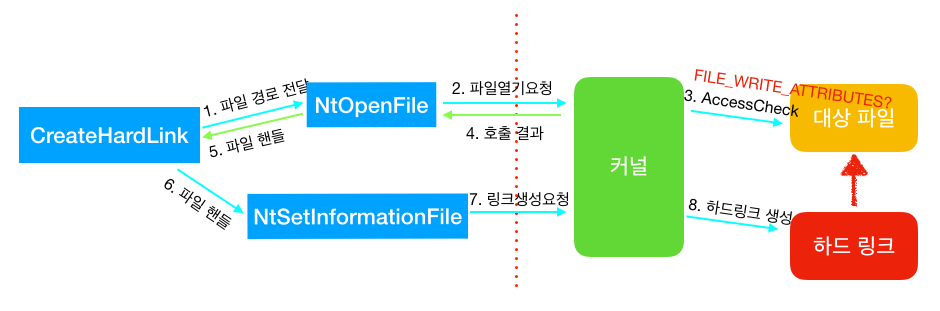 CreateHardLink
1. 파일 경로 전달
NtOpenFile
5. 파일 핸들
2. 파일열기요청
4. 호출 결과
커널
FILE_WRITE_ATTRIBUTES?
3. AccessCheck
대상 파일
6. 파일 핸들
NtSetInformationFile
7. 링크생성요청
8. 하드링크 생성
하드 링크